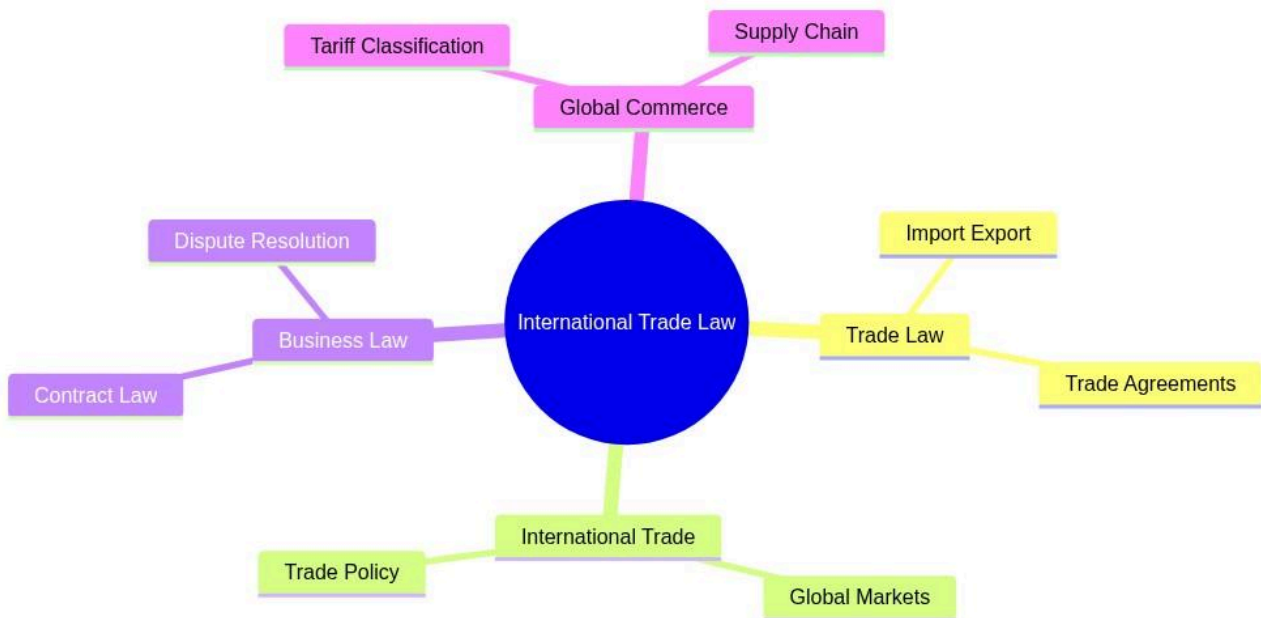 Supply Chain
Tariff Classification
Global Commerce
Import Export
Dispute Resolution
International Trade Law
Business Law
Trade Law
Trade Agreements
Contract Law
International Trade
Trade Policy
Global Markets